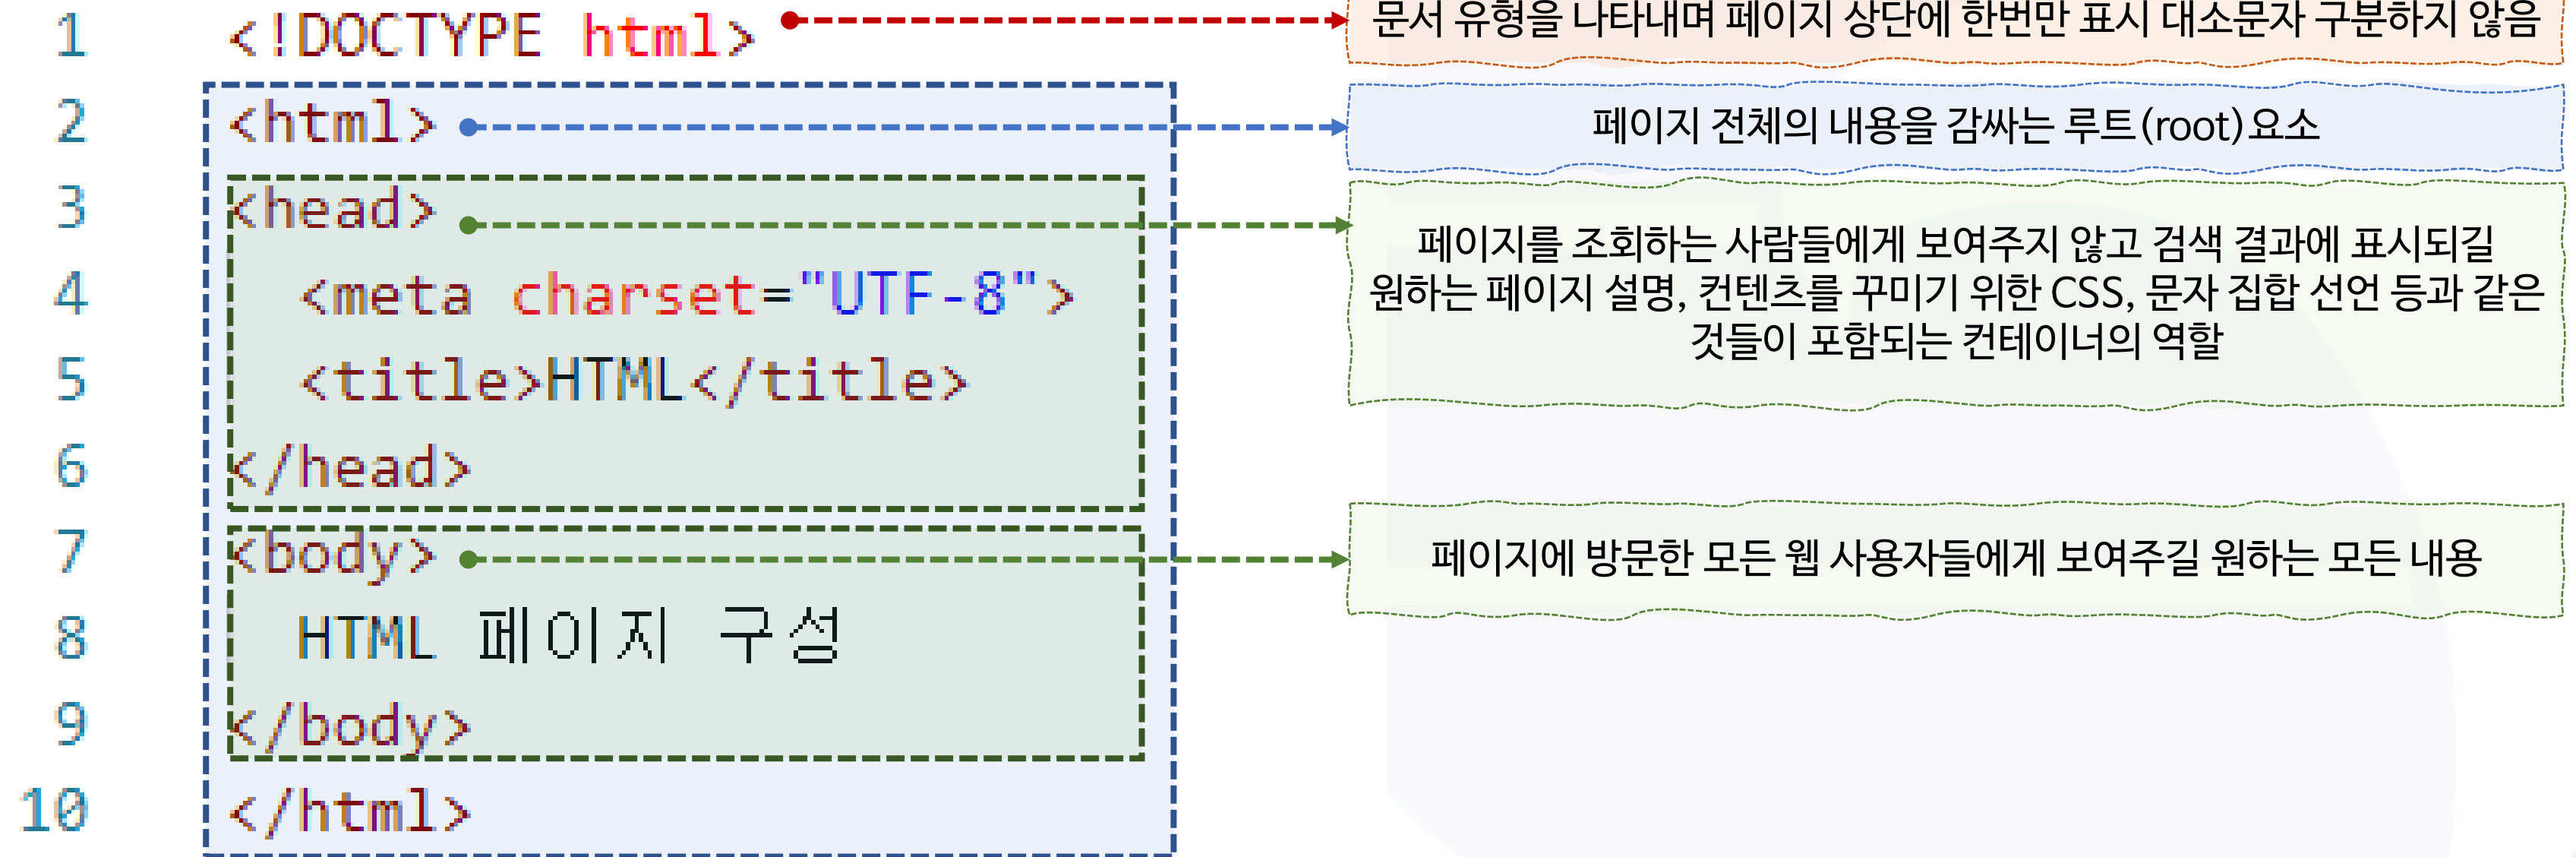 1 <!DOCTYPE html>
문서 유형을 나타내며 페이지 상단에 한번만 표시 대소문자 구분하지 않음
2 <html>
페이지 전체의 내용을 감싸는 루트(root)요소
3 <head>
페이지를 조회하는 사람들에게 보여주지 않고 검색 결과에 표시되길
원하는 페이지 설명, 컨텐츠를 꾸미기 위한 CSS, 문자 집합 선언 등과 같은
것들이 포함되는 컨테이너의 역할
4 <meta charset="UTF-8">
5 <title>HTML</title>
6 </head>
7 <body>
페이지에 방문한 모든 웹 사용자들에게 보여주길 원하는 모든 내용
8 HTML 페이지 구성
9 </body>
10 </html>